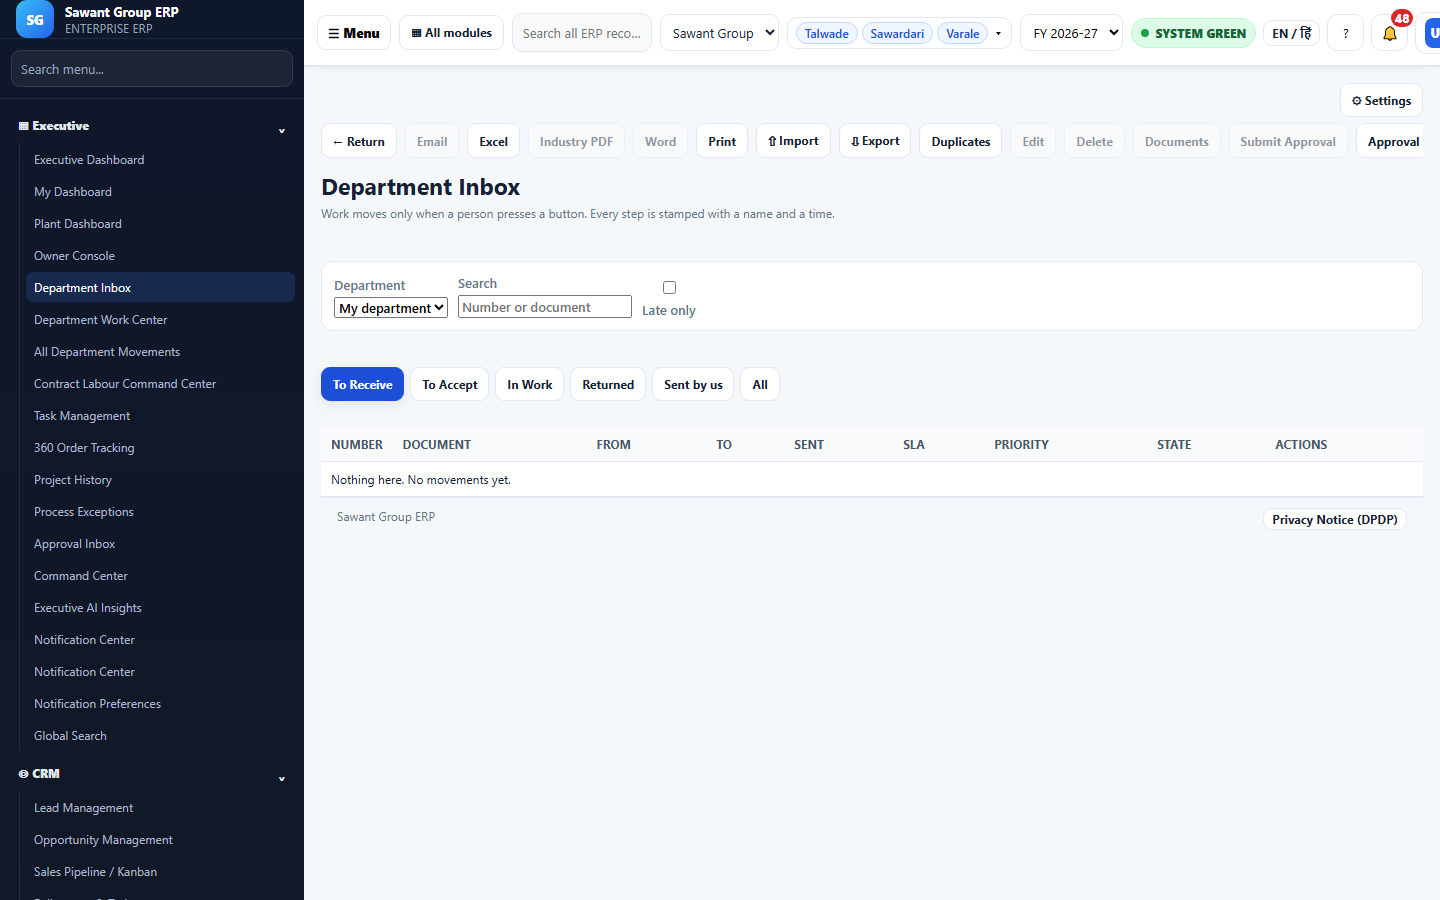 SG
Sawant Group ERP
ENTERPRISE ERP
Search menu...
Executive
Executive Dashboard
My Dashboard
Plant Dashboard
Owner Console
Department Inbox
Department Work Center
All Department Movements
Contract Labour Command Center
Task Management
360 Order Tracking
Project History
Process Exceptions
Approval Inbox
Command Center
Executive AI Insights
Notification Center
Notification Center
Notification Preferences
Global Search
CRM
Lead Management
Opportunity Management
Sales Pipeline / Kanban
☰ Menu
All modules
Search all ERP reco...
Sawant Group
Talwade Sawardari Varale
FY 2026-27
SYSTEM GREEN
EN / हिं
?
48
U
Settings
← Return
Email
Excel
Industry PDF
Word
Print
⇧ Import
⇩ Export
Duplicates
Edit
Delete
Documents
Submit Approval
Approval
Department Inbox
Work moves only when a person presses a button. Every step is stamped with a name and a time.
Department
My department
Search
Number or document
Late only
To Receive
To Accept
In Work
Returned
Sent by us
All
NUMBER DOCUMENT FROM TO SENT SLA PRIORITY STATE ACTIONS
Nothing here. No movements yet.
Sawant Group ERP
Privacy Notice (DPDP)